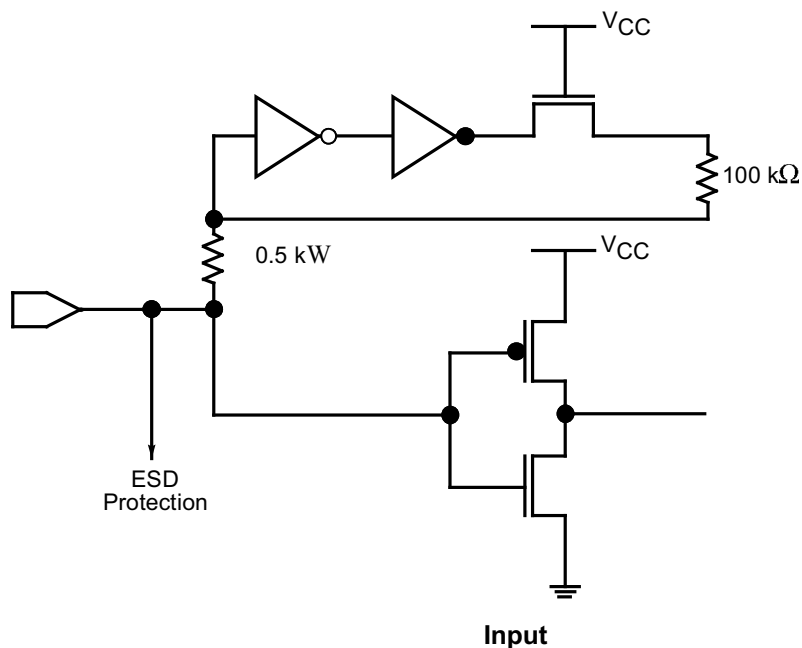 VCC
100 kΩ
0.5 kW
VCC
ESD
Protection
Input